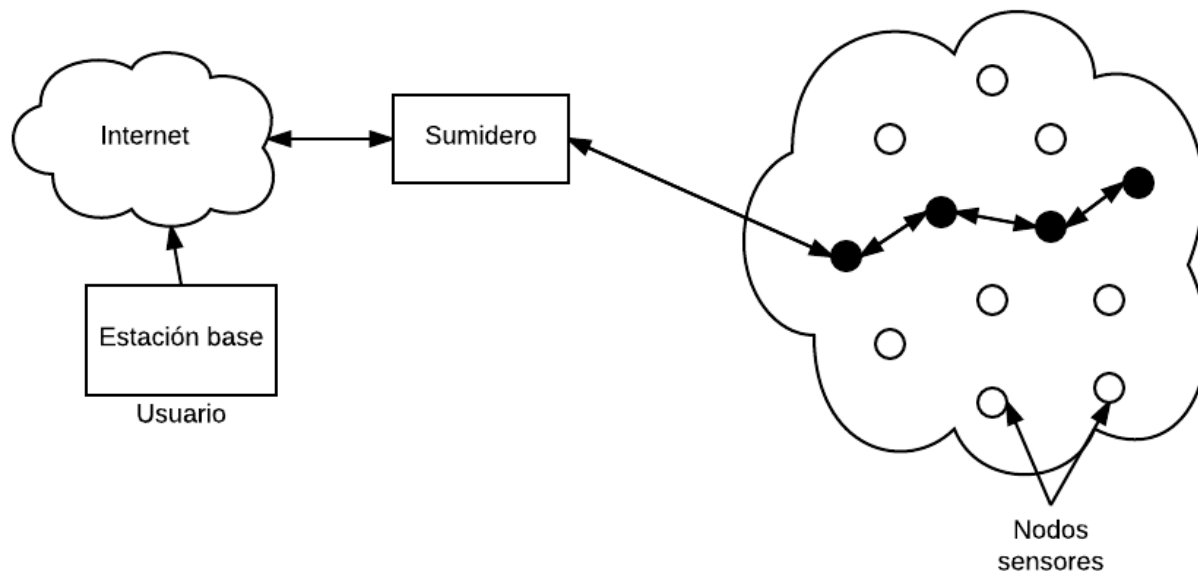 Internet
Sumidero
Estación base
Usuario
Nodos
sensores